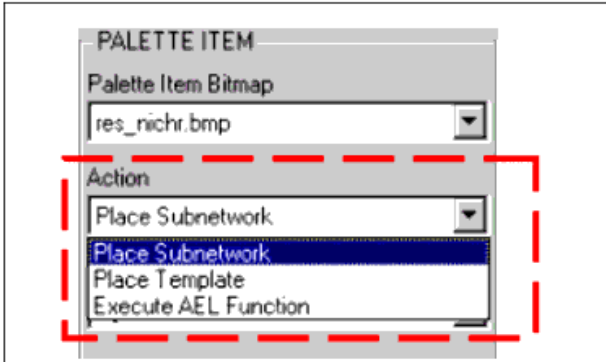 PALETTE ITEM
Palette Item Bitmap
res_nichr.bmp
Action
Place Subnetwork
Place Subnetwork
Place Template
Execute AEL Function